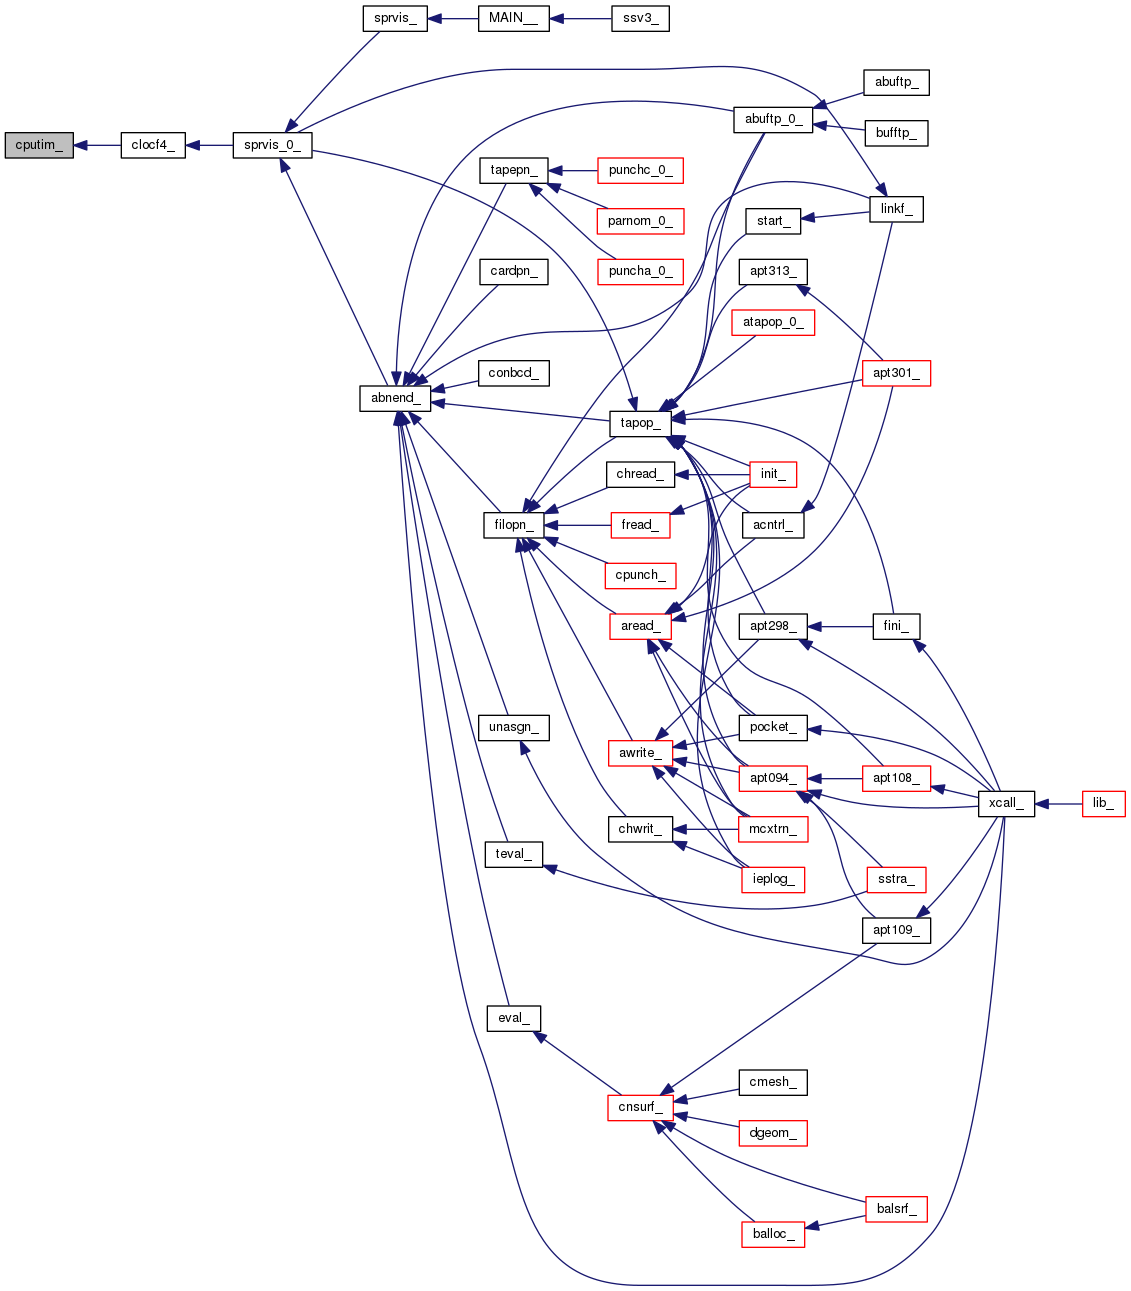 sprvis_
MAIN__
ssv3_
abuftp_
abuftp_0_
bufftp_
cputim_
clocf4_
sprvis_0_
tapepn_
punchc_0_
linkf_
parnom_0_
start_
cardpn_
puncha_0_
apt313_
atapop_0_
conbcd_
apt301_
abnend_
tapop_
chread_
init_
filopn_
fread_
acntrl_
cpunch_
aread_
apt298_
fini_
unasgn_
pocket_
awrite_
apt094_
apt108_
xcall_
lib_
chwrit_
mcxtrn_
teval_
ieplog_
sstra_
apt109_
eval_
cmesh_
cnsurf_
dgeom_
balsrf_
balloc_